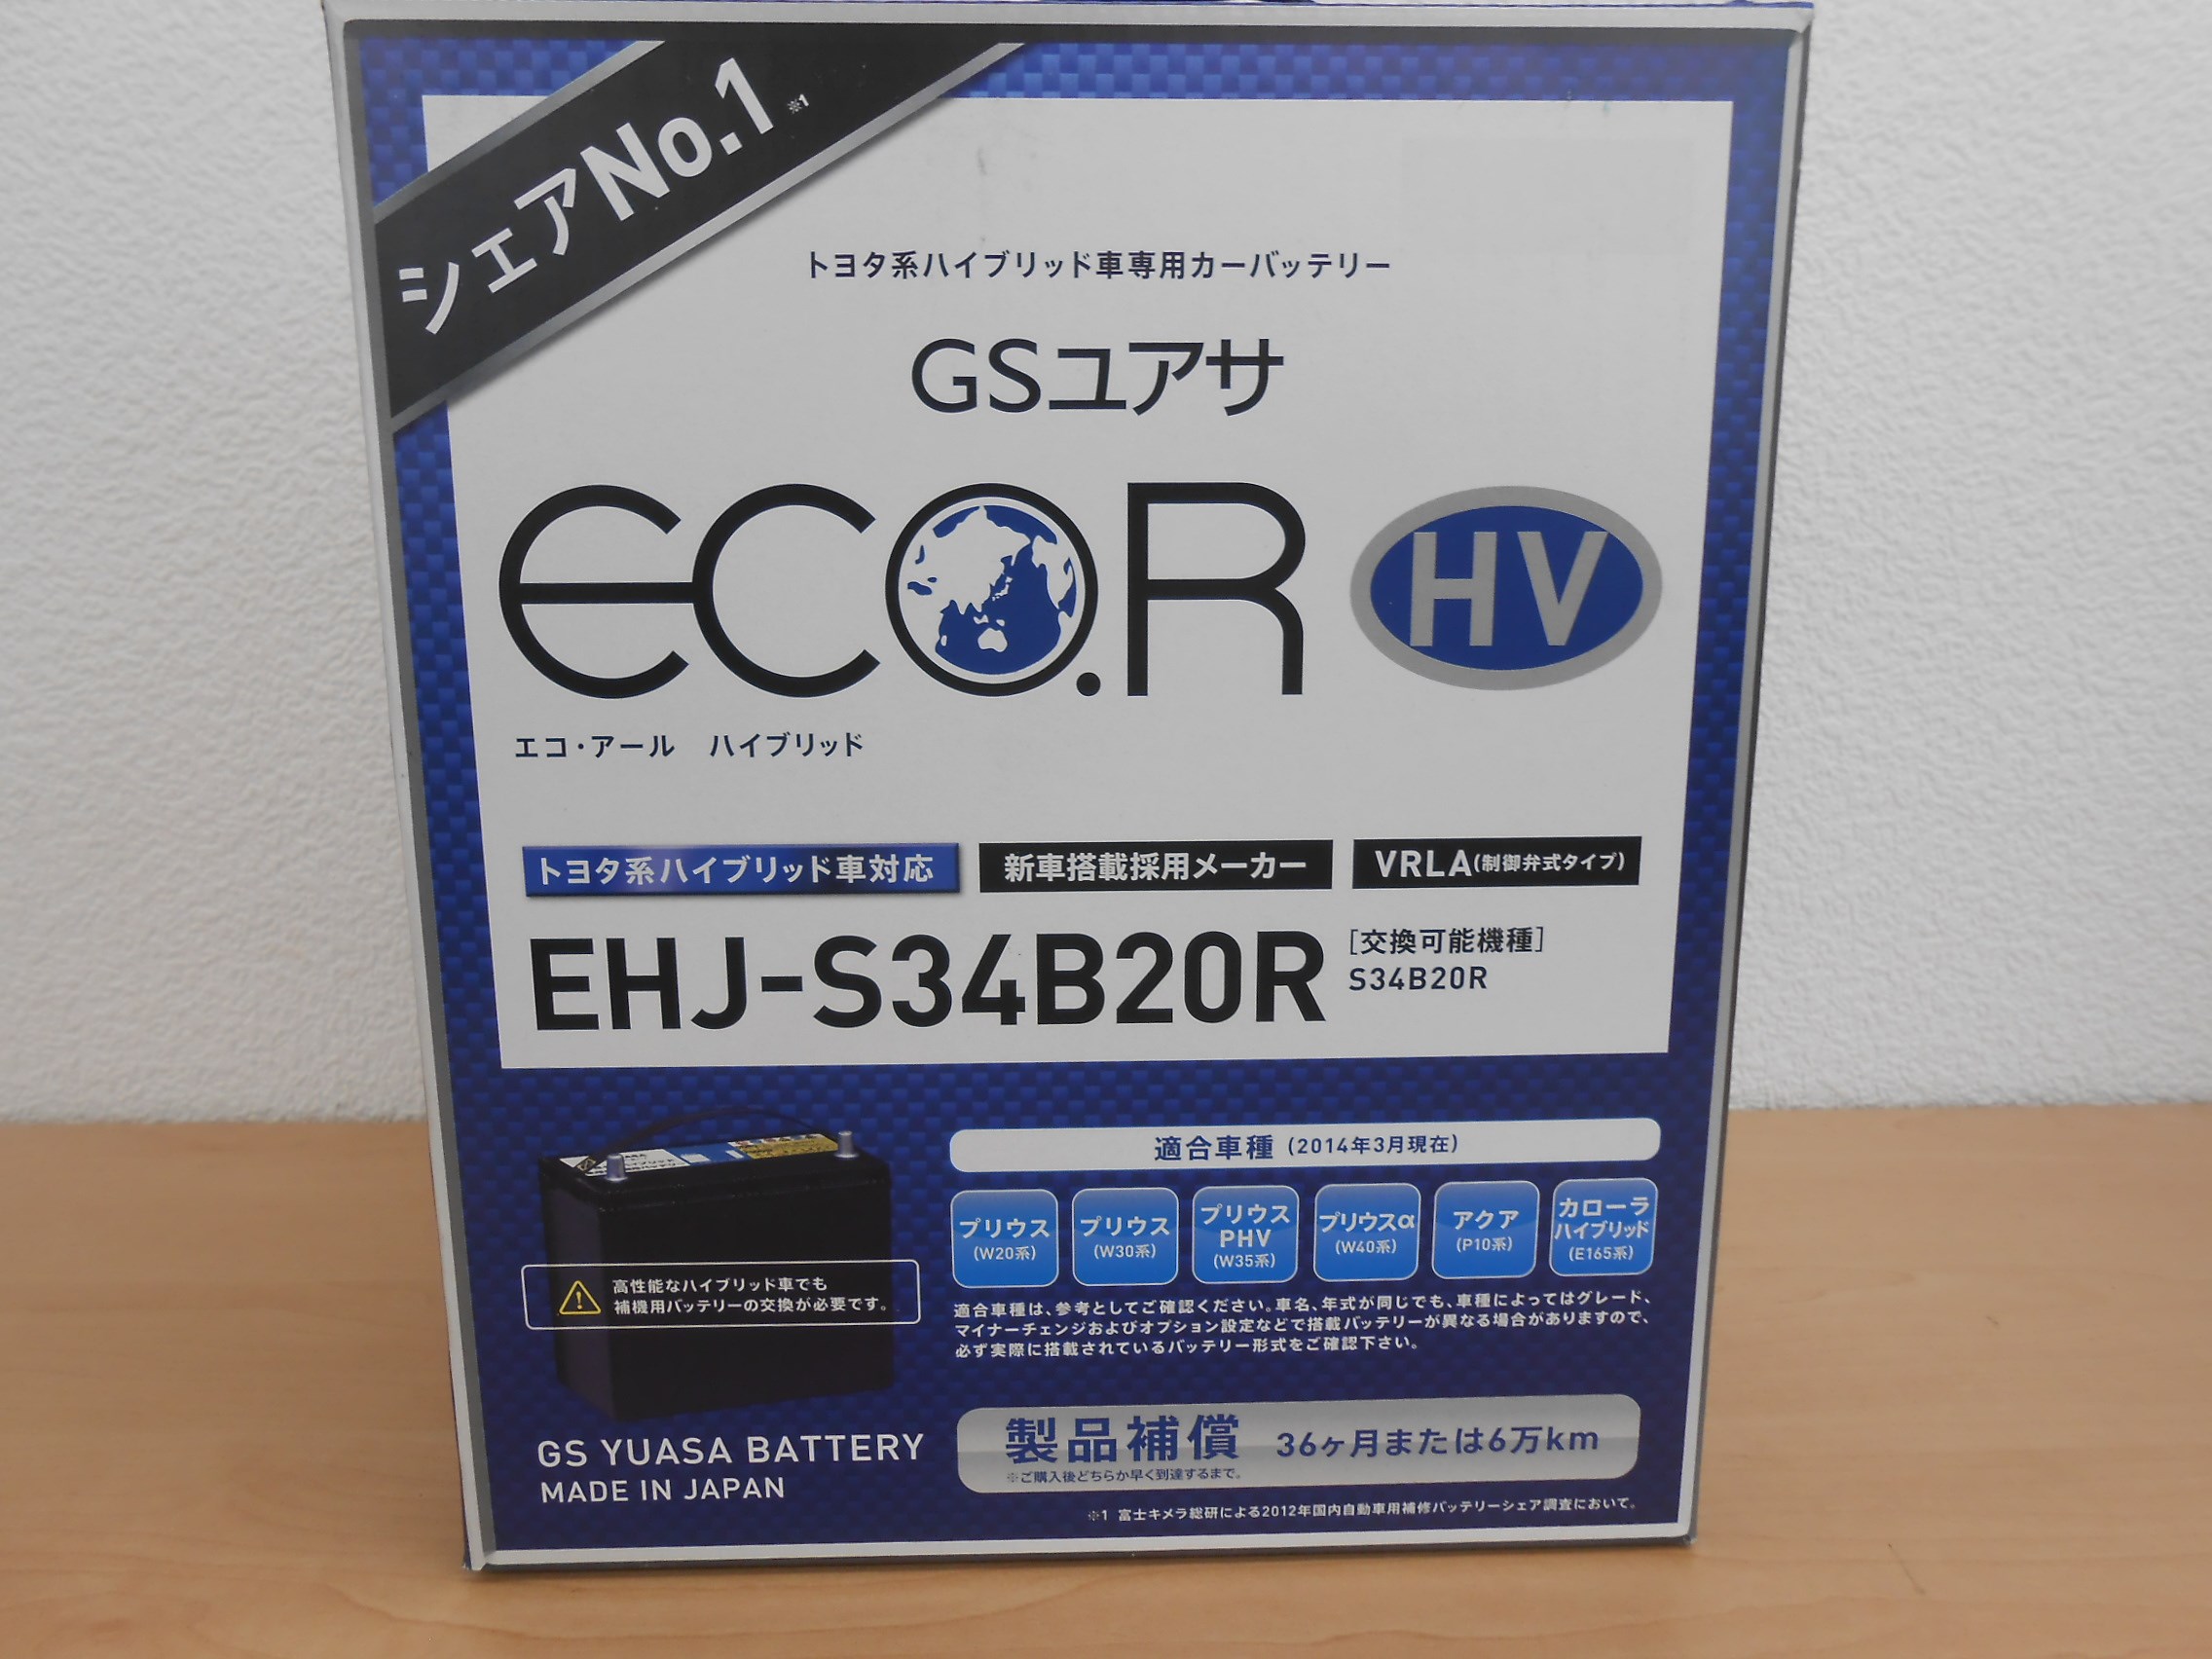 シェアNo.1 ※1
トヨタ系ハイブリッド車専用カーバッテリー
GSユアサ
eco.R HV
エコ・アール ハイブリッド
トヨタ系ハイブリッド車対応 新車搭載採用メーカー VRLA(制御弁式タイプ)
EHJ-S34B20R
[交換可能機種]
S34B20R
適合車種 (2014年3月現在)
プリウス
(W20系)
プリウス
(W30系)
プリウス
PHV
(W35系)
プリウスα
(W40系)
アクア
(P10系)
カローラ
ハイブリッド
(E165系)
高性能なハイブリッド車でも
補機用バッテリーの交換が必要です。
適合車種は、参考としてご確認ください。車名、年式が同じでも、車種によってはグレード、
マイナーチェンジおよびオプション設定などで搭載バッテリーが異なる場合がありますので、
必ず実際に搭載されているバッテリー形式をご確認下さい。
GS YUASA BATTERY
MADE IN JAPAN
製品補償 36ヶ月または6万km
※ご購入後どちらか早く到達するまで。
※1 富士キメラ総研による2012年国内自動車用補修バッテリーシェア調査において。